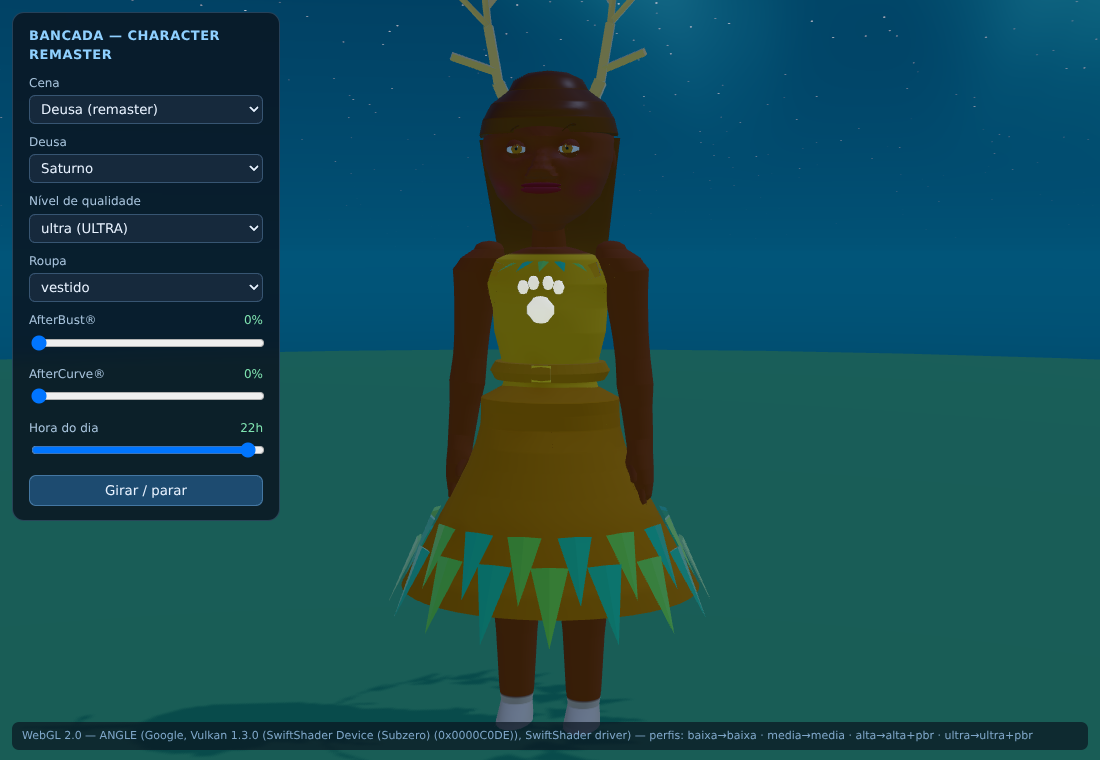 BANCADA — CHARACTER
REMASTER
Cena
Deusa (remaster)
Deusa
Saturno
Nível de qualidade
ultra (ULTRA)
Roupa
vestido
AfterBust® 0%
AfterCurve® 0%
Hora do dia 22h
Girar / parar
WebGL 2.0 — ANGLE (Google, Vulkan 1.3.0 (SwiftShader Device (Subzero) (0x0000C0DE)), SwiftShader driver) — perfis: baixa→baixa · media→media · alta→alta+pbr · ultra→ultra+pbr